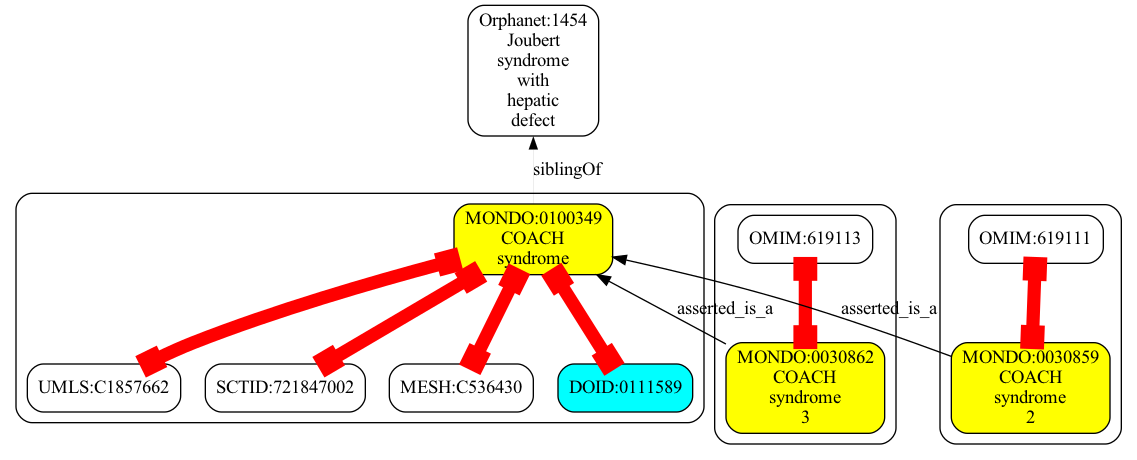 Orphanet:1454
Joubert
syndrome
with
hepatic
defect
siblingOf
MONDO:0100349
COACH
syndrome
OMIM:619113
OMIM:619111
asserted_is_a
asserted_is_a
UMLS:C1857662
SCTID:721847002
MESH:C536430
DOID:0111589
MONDO:0030862
COACH
syndrome
3
MONDO:0030859
COACH
syndrome
2